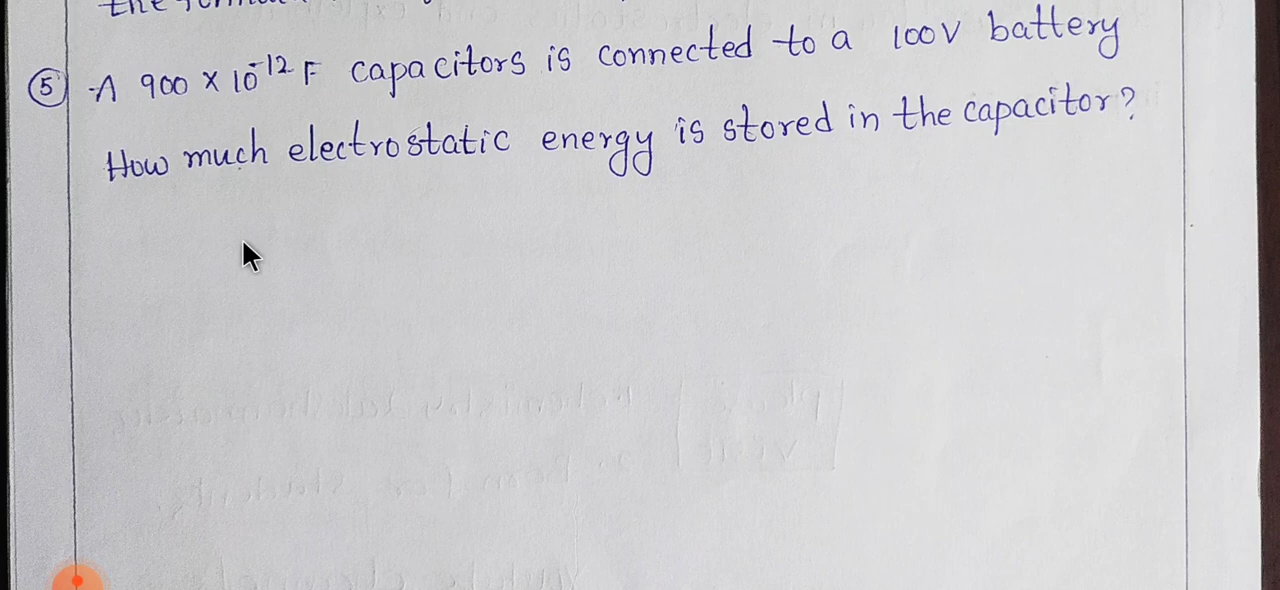 the
⑤ A 900 × 10⁻¹² F capacitors is connected to a 100V battery
How much electrostatic energy is stored in the capacitor?